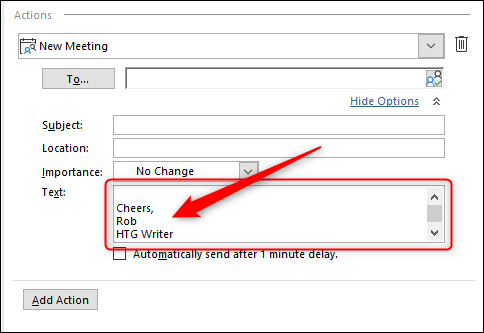 Actions
New Meeting
To...
Hide Options
Subject:
Location:
Importance: No Change
Text:
Cheers,
Rob
HTG Writer
Automatically send after 1 minute delay.
Add Action